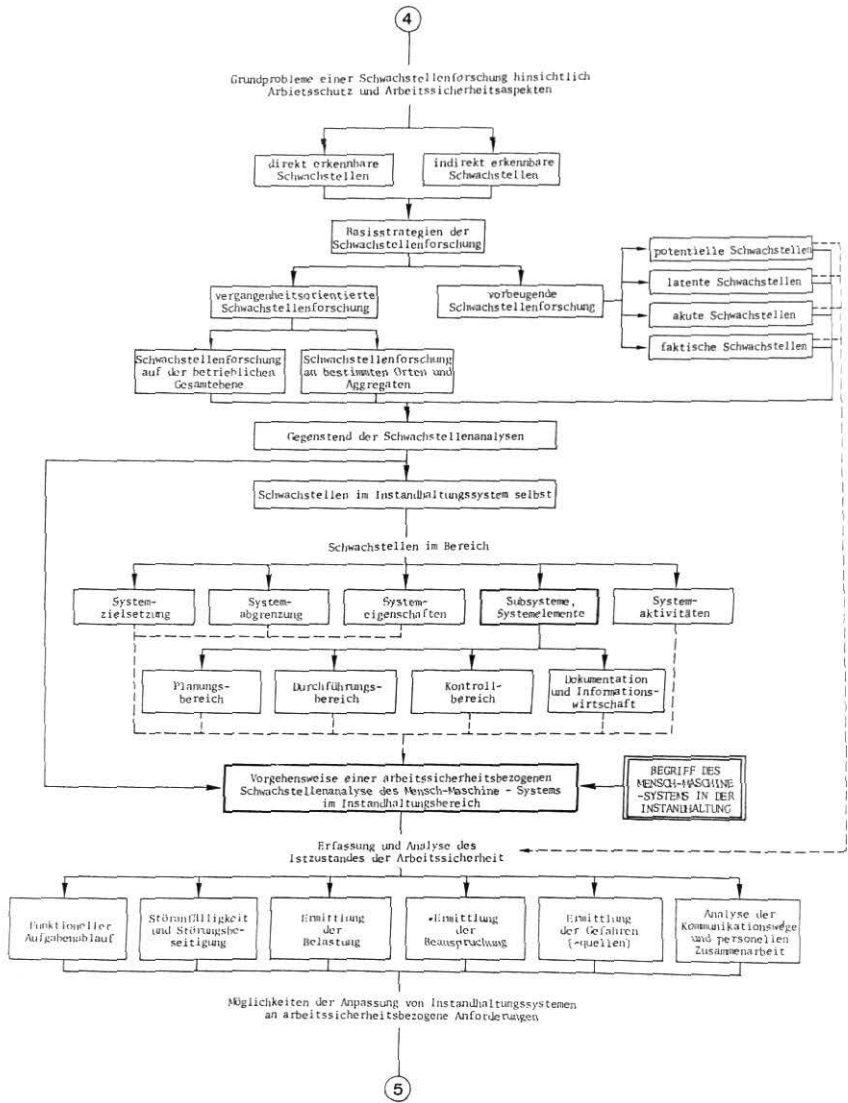 4
Grundprobleme einer Schwachstellenforschung hinsichtlich
Arbietsschutz und Arbeitssicherheitsaspekten
direkt erkennbare
Schwachstellen
indirekt erkennbare
Schwachstellen
Basisstrategien der
Schwachstellenforschung
potentielle Schwachstellen
latente Schwachstellen
akute Schwachstellen
faktische Schwachstellen
vergangenheitsorientierte
Schwachstellenforschung
vorbeugende
Schwachstellenforschung
Schwachstellenforschung
auf der betrieblichen
Gesamtebene
Schwachstellenforschung
an bestimmten Orten und
Aggregaten
Gegenstend der Schwachstellenanalysen
Schwachstellen im Instandhaltungssystem selbst
Schwachstellen im Bereich
System-
zielsetzung
System-
abgrenzung
System-
eigenschaften
Subsysteme,
Systemelemente
System-
aktivitäten
Planungs-
bereich
Durchführungs-
bereich
Kontroll-
bereich
Dokumentation
und Informations-
wirtschaft
Vorgehensweise einer arbeitssicherheitsbezogenen
Schwachstellenanalyse des Mensch-Maschine - Systems
im Instandhaltungsbereich
BEGRIFF DES
MENSCH-MASCHINE
-SYSTEMS IN DER
INSTANDHALTUNG
Erfassung und Analyse des
Istzustandes der Arbeitssicherheit
Funktioneller
Aufgabenablauf
Störanfälligkeit
und Störungsbe-
seitigung
Ermittlung
der
Belastung
Ermittlung
der
Beanspruchung
Ermittlung
der Gefahren
(-quellen)
Analyse der
Kommunikationswege
und personellen
Zusammenarbeit
Möglichkeiten der Anpassung von Instandhaltungssystemen
an arbeitssicherheitsbezogene Anforderungen
5